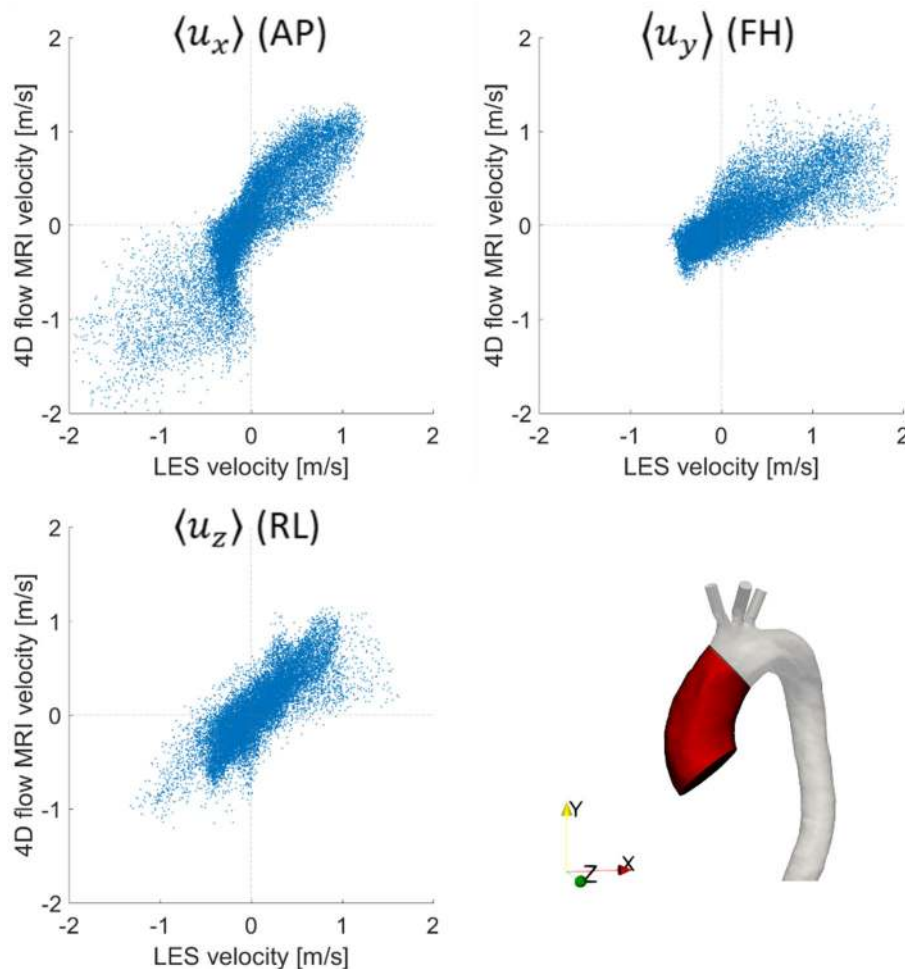 ⟨u_x⟩ (AP)
4D flow MRI velocity [m/s]
2
1
0
-1
-2
-2 -1 0 1 2
LES velocity [m/s]
⟨u_y⟩ (FH)
4D flow MRI velocity [m/s]
2
1
0
-1
-2
-2 -1 0 1 2
LES velocity [m/s]
⟨u_z⟩ (RL)
4D flow MRI velocity [m/s]
2
1
0
-1
-2
-2 -1 0 1 2
LES velocity [m/s]
Y
Z X